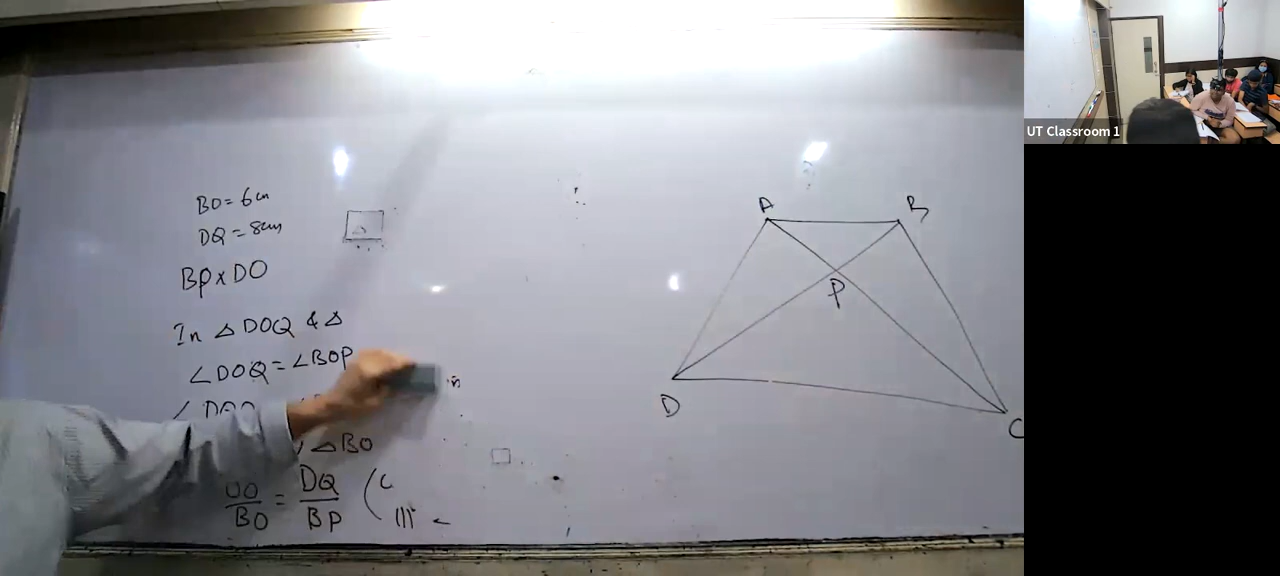 BO = 6cm
DQ = 8cm
BP x DO
In △ DOQ & △
∠DOQ = ∠BOP
△BO
DO/BO = DQ/BP (C
A
B
P
D
C
UT Classroom 1